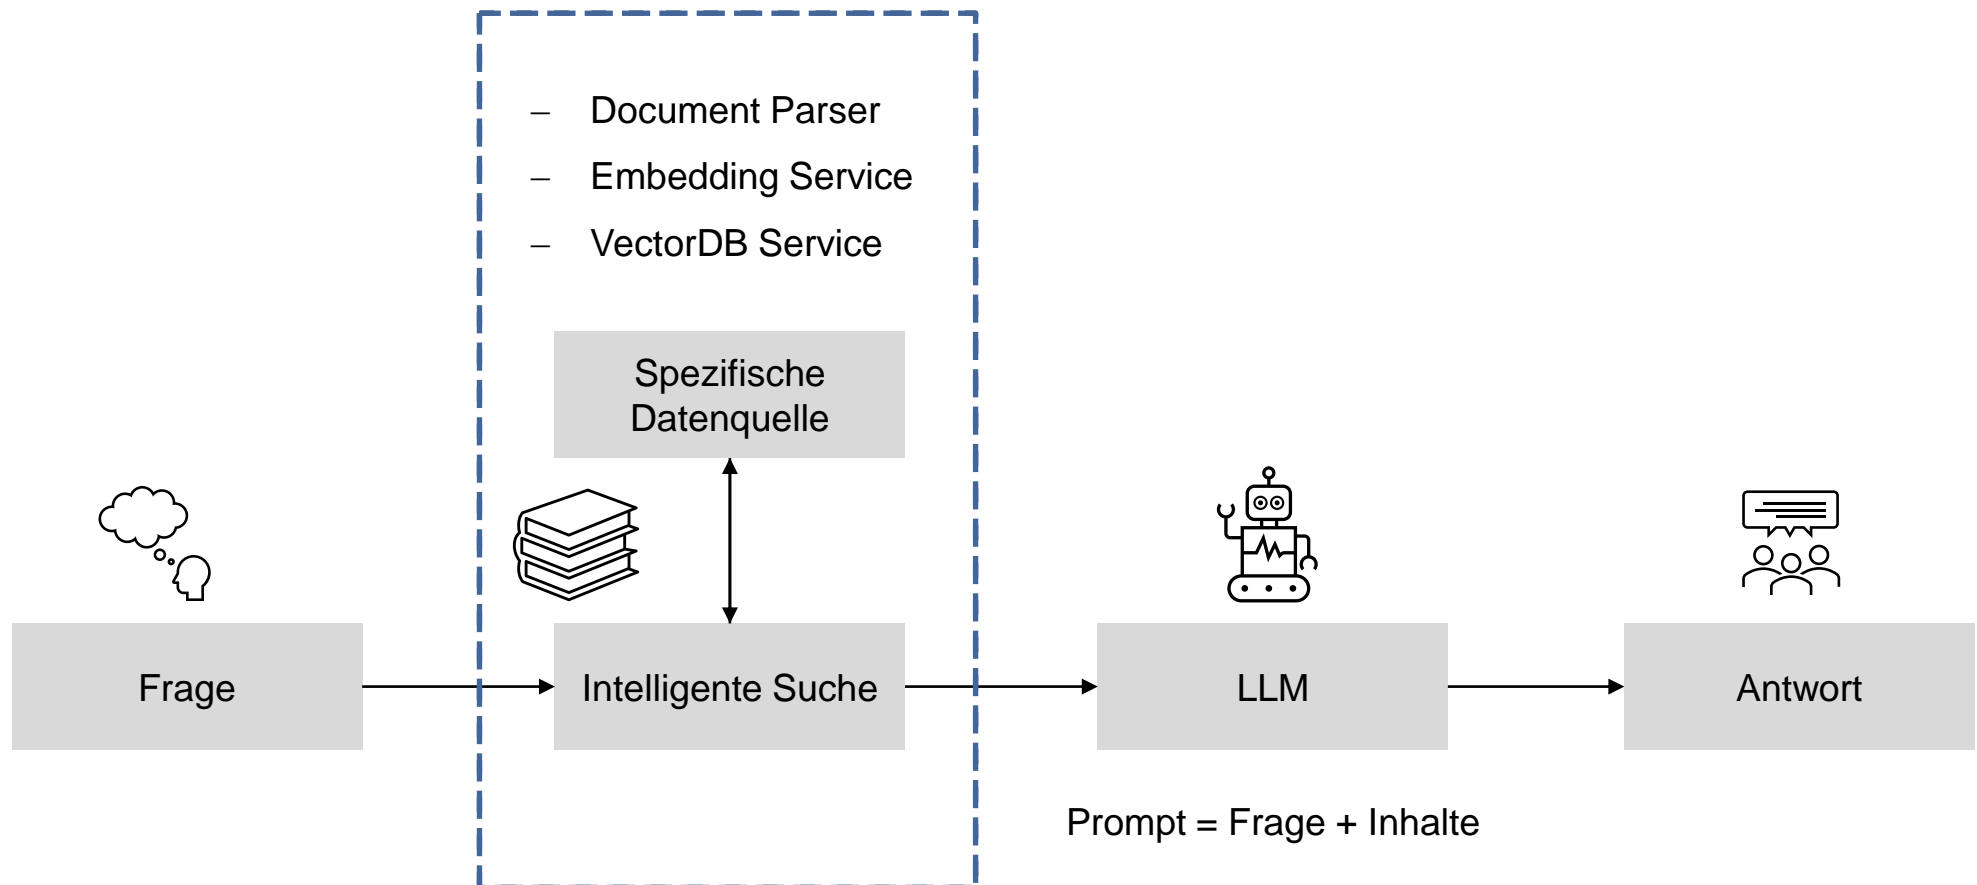 – Document Parser
– Embedding Service
– VectorDB Service
Spezifische
Datenquelle
Frage
Intelligente Suche
LLM
Antwort
Prompt = Frage + Inhalte